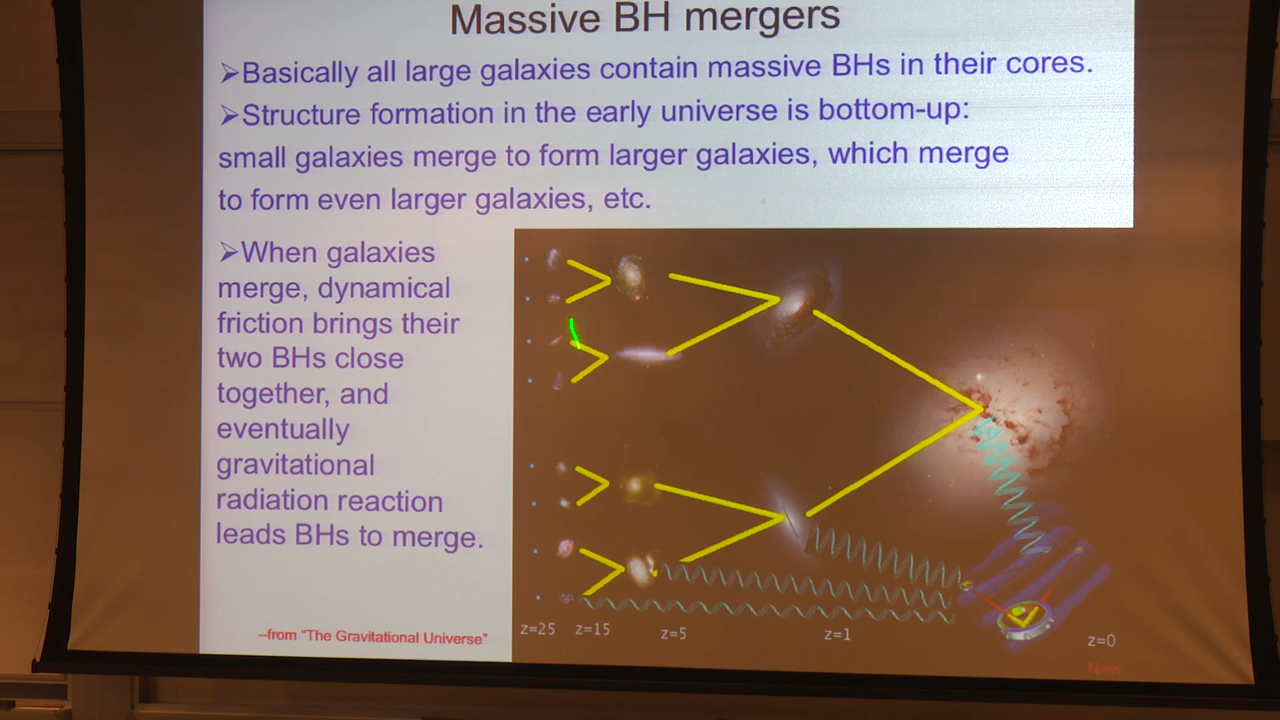 Massive BH mergers
➢Basically all large galaxies contain massive BHs in their cores.
➢Structure formation in the early universe is bottom-up:
small galaxies merge to form larger galaxies, which merge
to form even larger galaxies, etc.
➢When galaxies
merge, dynamical
friction brings their
two BHs close
together, and
eventually
gravitational
radiation reaction
leads BHs to merge.
–from "The Gravitational Universe"
z=25 z=15 z=5 z=1 z=0
Now